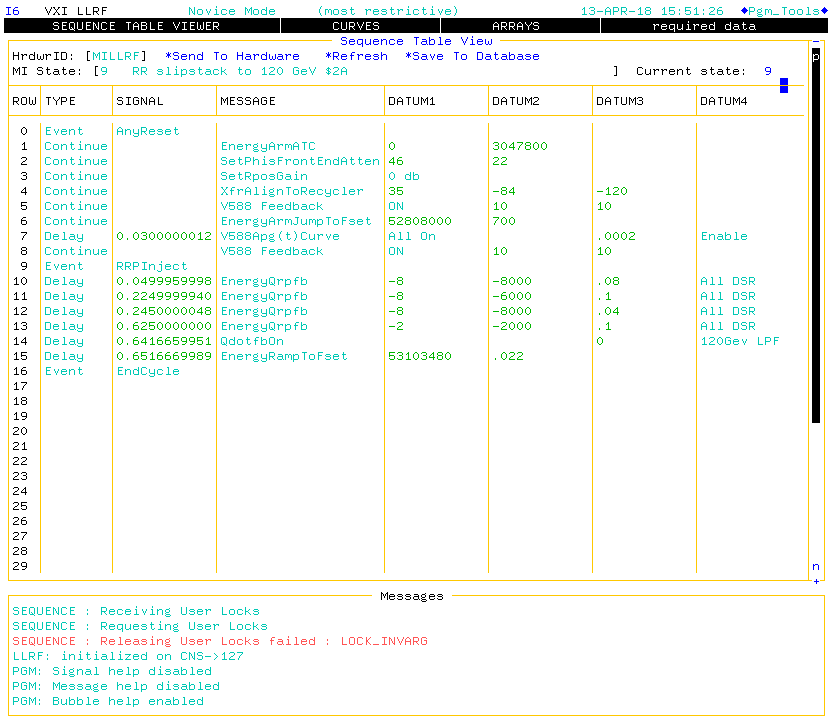 I6 VXI LLRF Novice Mode (most restrictive) 13-APR-18 15:51:26 ◆Pgm_Tools◆
SEQUENCE TABLE VIEWER CURVES ARRAYS required data
Sequence Table View
HrdwrID: [MILLRF] *Send To Hardware *Refresh *Save To Database
MI State: [9 RR slipstack to 120 GeV $2A ] Current state: 9
ROW TYPE SIGNAL MESSAGE DATUM1 DATUM2 DATUM3 DATUM4
0 Event AnyReset
1 Continue EnergyArmATC 0 3047800
2 Continue SetPhisFrontEndAtten 46 22
3 Continue SetRposGain 0 db
4 Continue XfrAlignToRecycler 35 -84 -120
5 Continue V588 Feedback ON 10 10
6 Continue EnergyArmJumpToFset 52808000 700
7 Delay 0.0300000012 V588Apg(t)Curve All On .0002 Enable
8 Continue V588 Feedback ON 10 10
9 Event RRPInject
10 Delay 0.0499959998 EnergyQrpfb -8 -8000 .08 All DSR
11 Delay 0.2249999940 EnergyQrpfb -8 -6000 .1 All DSR
12 Delay 0.2450000048 EnergyQrpfb -8 -8000 .04 All DSR
13 Delay 0.6250000000 EnergyQrpfb -2 -2000 .1 All DSR
14 Delay 0.6416659951 QdotfbOn 0 120Gev LPF
15 Delay 0.6516669989 EnergyRampToFset 53103480 .022
16 Event EndCycle
17
18
19
20
21
22
23
24
25
26
27
28
29
-
p
n
+
Messages
SEQUENCE : Receiving User Locks
SEQUENCE : Requesting User Locks
SEQUENCE : Releasing User Locks failed : LOCK_INVARG
LLRF: initialized on CNS->127
PGM: Signal help disabled
PGM: Message help disabled
PGM: Bubble help enabled